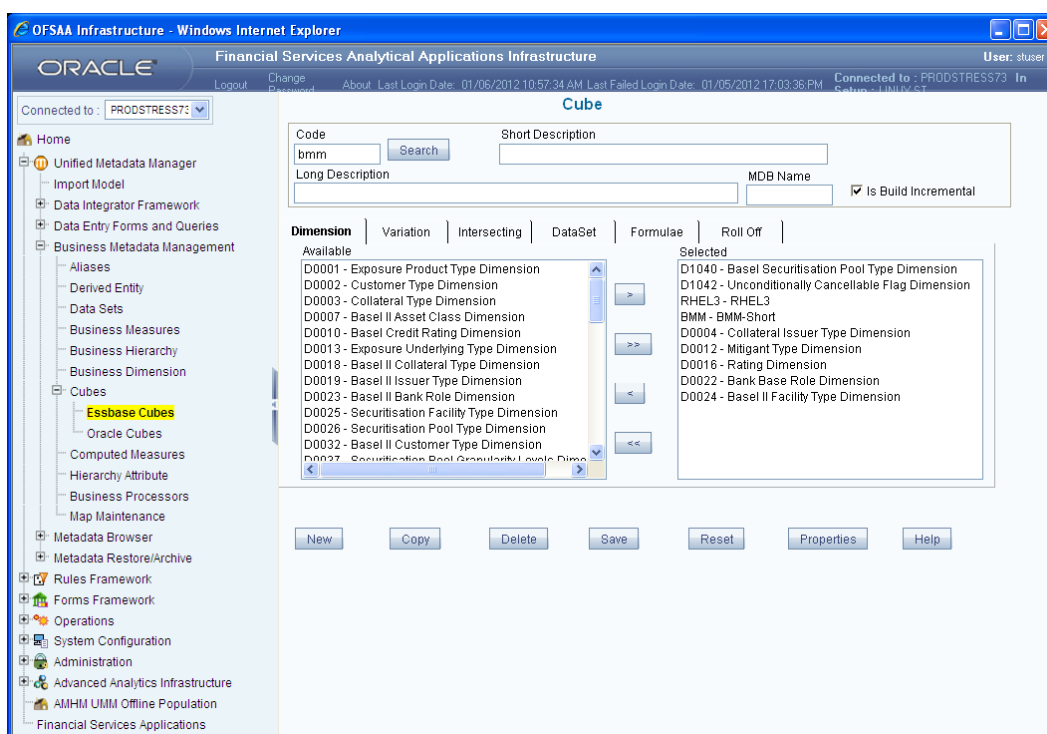 OFSAA Infrastructure - Windows Internet Explorer
ORACLE
Financial Services Analytical Applications Infrastructure
User: stuser
Logout
Change Password
About
Last Login Date: 01/06/2012 10:57:34 AM
Last Failed Login Date: 01/05/2012 17:03:36:PM
Connected to : PRODSTRESS73 In
Setup : LINUX ST
Connected to :
PRODSTRESS73
Home
Unified Metadata Manager
Import Model
Data Integrator Framework
Data Entry Forms and Queries
Business Metadata Management
Aliases
Derived Entity
Data Sets
Business Measures
Business Hierarchy
Business Dimension
Cubes
Essbase Cubes
Oracle Cubes
Computed Measures
Hierarchy Attribute
Business Processors
Map Maintenance
Metadata Browser
Metadata Restore/Archive
Rules Framework
Forms Framework
Operations
System Configuration
Administration
Advanced Analytics Infrastructure
AMHM UMM Offline Population
Financial Services Applications
Cube
Code
Short Description
bmm
Search
Long Description
MDB Name
Is Build Incremental
Dimension
Variation
Intersecting
DataSet
Formulae
Roll Off
Available
D0001 - Exposure Product Type Dimension
D0002 - Customer Type Dimension
D0003 - Collateral Type Dimension
D0007 - Basel II Asset Class Dimension
D0010 - Basel Credit Rating Dimension
D0013 - Exposure Underlying Type Dimension
D0018 - Basel II Collateral Type Dimension
D0019 - Basel II Issuer Type Dimension
D0023 - Basel II Bank Role Dimension
D0025 - Securitisation Facility Type Dimension
D0026 - Securitisation Pool Type Dimension
D0032 - Basel II Customer Type Dimension
D0037 - Securitisation Pool Granularity Levels Dime
>
>>
<
<<
Selected
D1040 - Basel Securitisation Pool Type Dimension
D1042 - Unconditionally Cancellable Flag Dimension
RHEL3 - RHEL3
BMM - BMM-Short
D0004 - Collateral Issuer Type Dimension
D0012 - Mitigant Type Dimension
D0016 - Rating Dimension
D0022 - Bank Base Role Dimension
D0024 - Basel II Facility Type Dimension
New
Copy
Delete
Save
Reset
Properties
Help